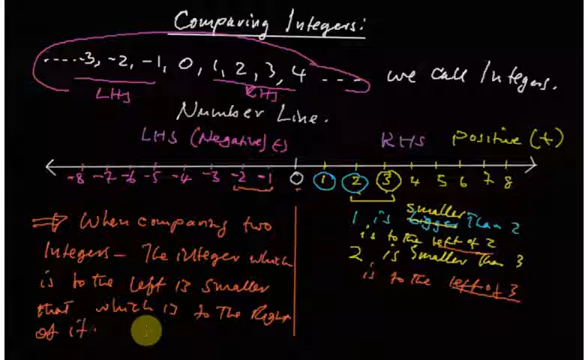 Comparing Integers:
.....-3, -2, -1, 0, 1, 2, 3, 4 ..... we call Integers.
LHS RHS
Number Line.
LHS (Negative) (-) RHS positive (+)
-8 -7 -6 -5 -4 -3 -2 -1 0 1 2 3 4 5 6 7 8
⇒ When comparing two
Integers - The integer which
is to the left is smaller
that which is to the Right
of it.
smaller
1 is bigger Than 2
is to the left of 2
2 is smaller Than 3
is to the left of 3